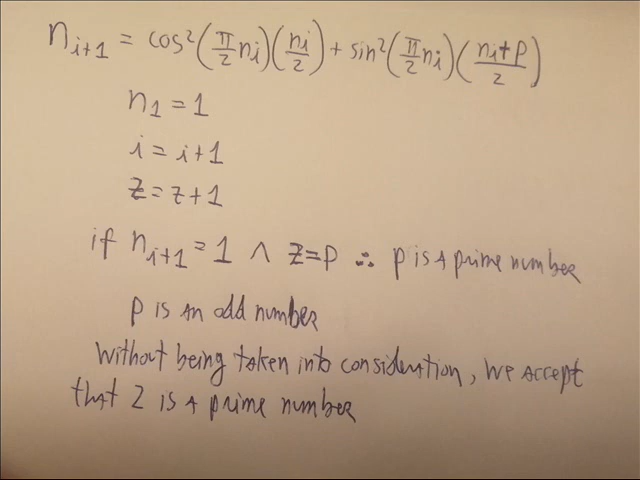 n_{i+1} = cos²(π/2 n_i)(n_i/2) + sin²(π/2 n_i)((n_i+p)/2)
n_1 = 1
i = i+1
z = z+1
if n_{i+1} = 1 ∧ z=p ∴ p is a prime number
p is an odd number
Without being taken into consideration, we accept
that 2 is a prime number